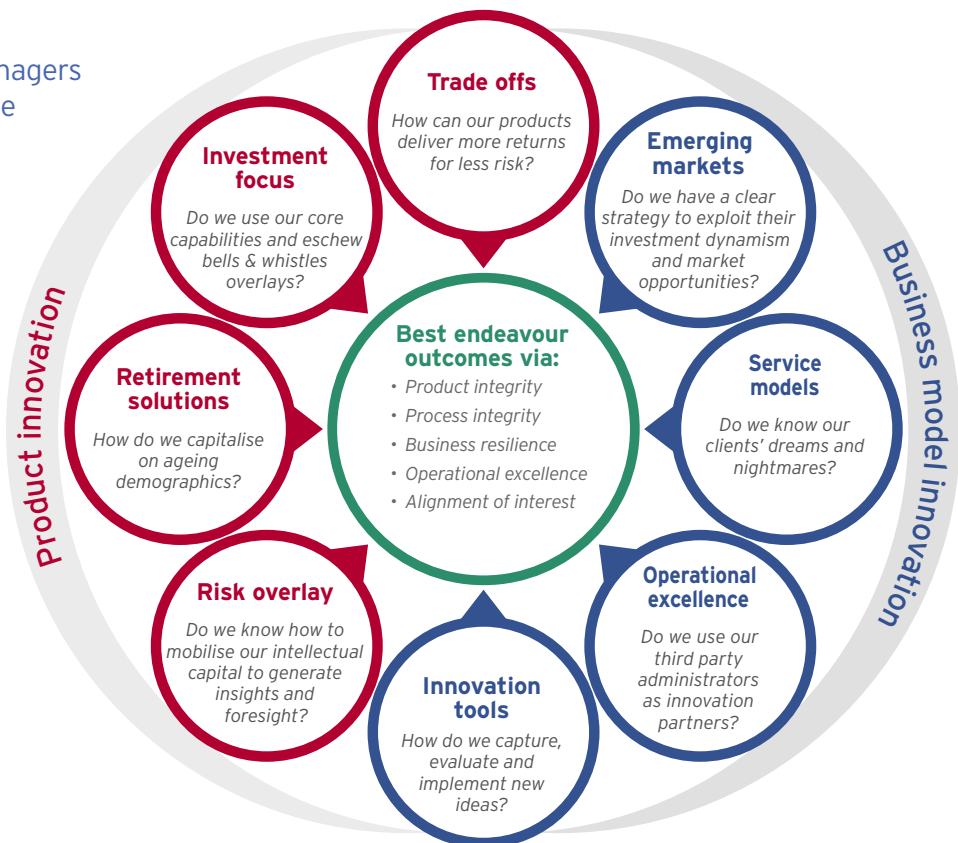 Trade offs
How can our products
deliver more returns
for less risk?
Emerging
markets
Do we have a clear
strategy to exploit their
investment dynamism
and market
opportunities?
Service
models
Do we know our
clients' dreams and
nightmares?
Operational
excellence
Do we use our
third party
administrators
as innovation
partners?
Innovation
tools
How do we capture,
evaluate and
implement new
ideas?
Risk overlay
Do we know how to
mobilise our intellectual
capital to generate
insights and
foresight?
Retirement
solutions
How do we capitalise
on ageing
demographics?
Investment
focus
Do we use our core
capabilities and eschew
bells & whistles
overlays?
Best endeavour
outcomes via:
• Product integrity
• Process integrity
• Business resilience
• Operational excellence
• Alignment of interest
Product innovation
Business model innovation